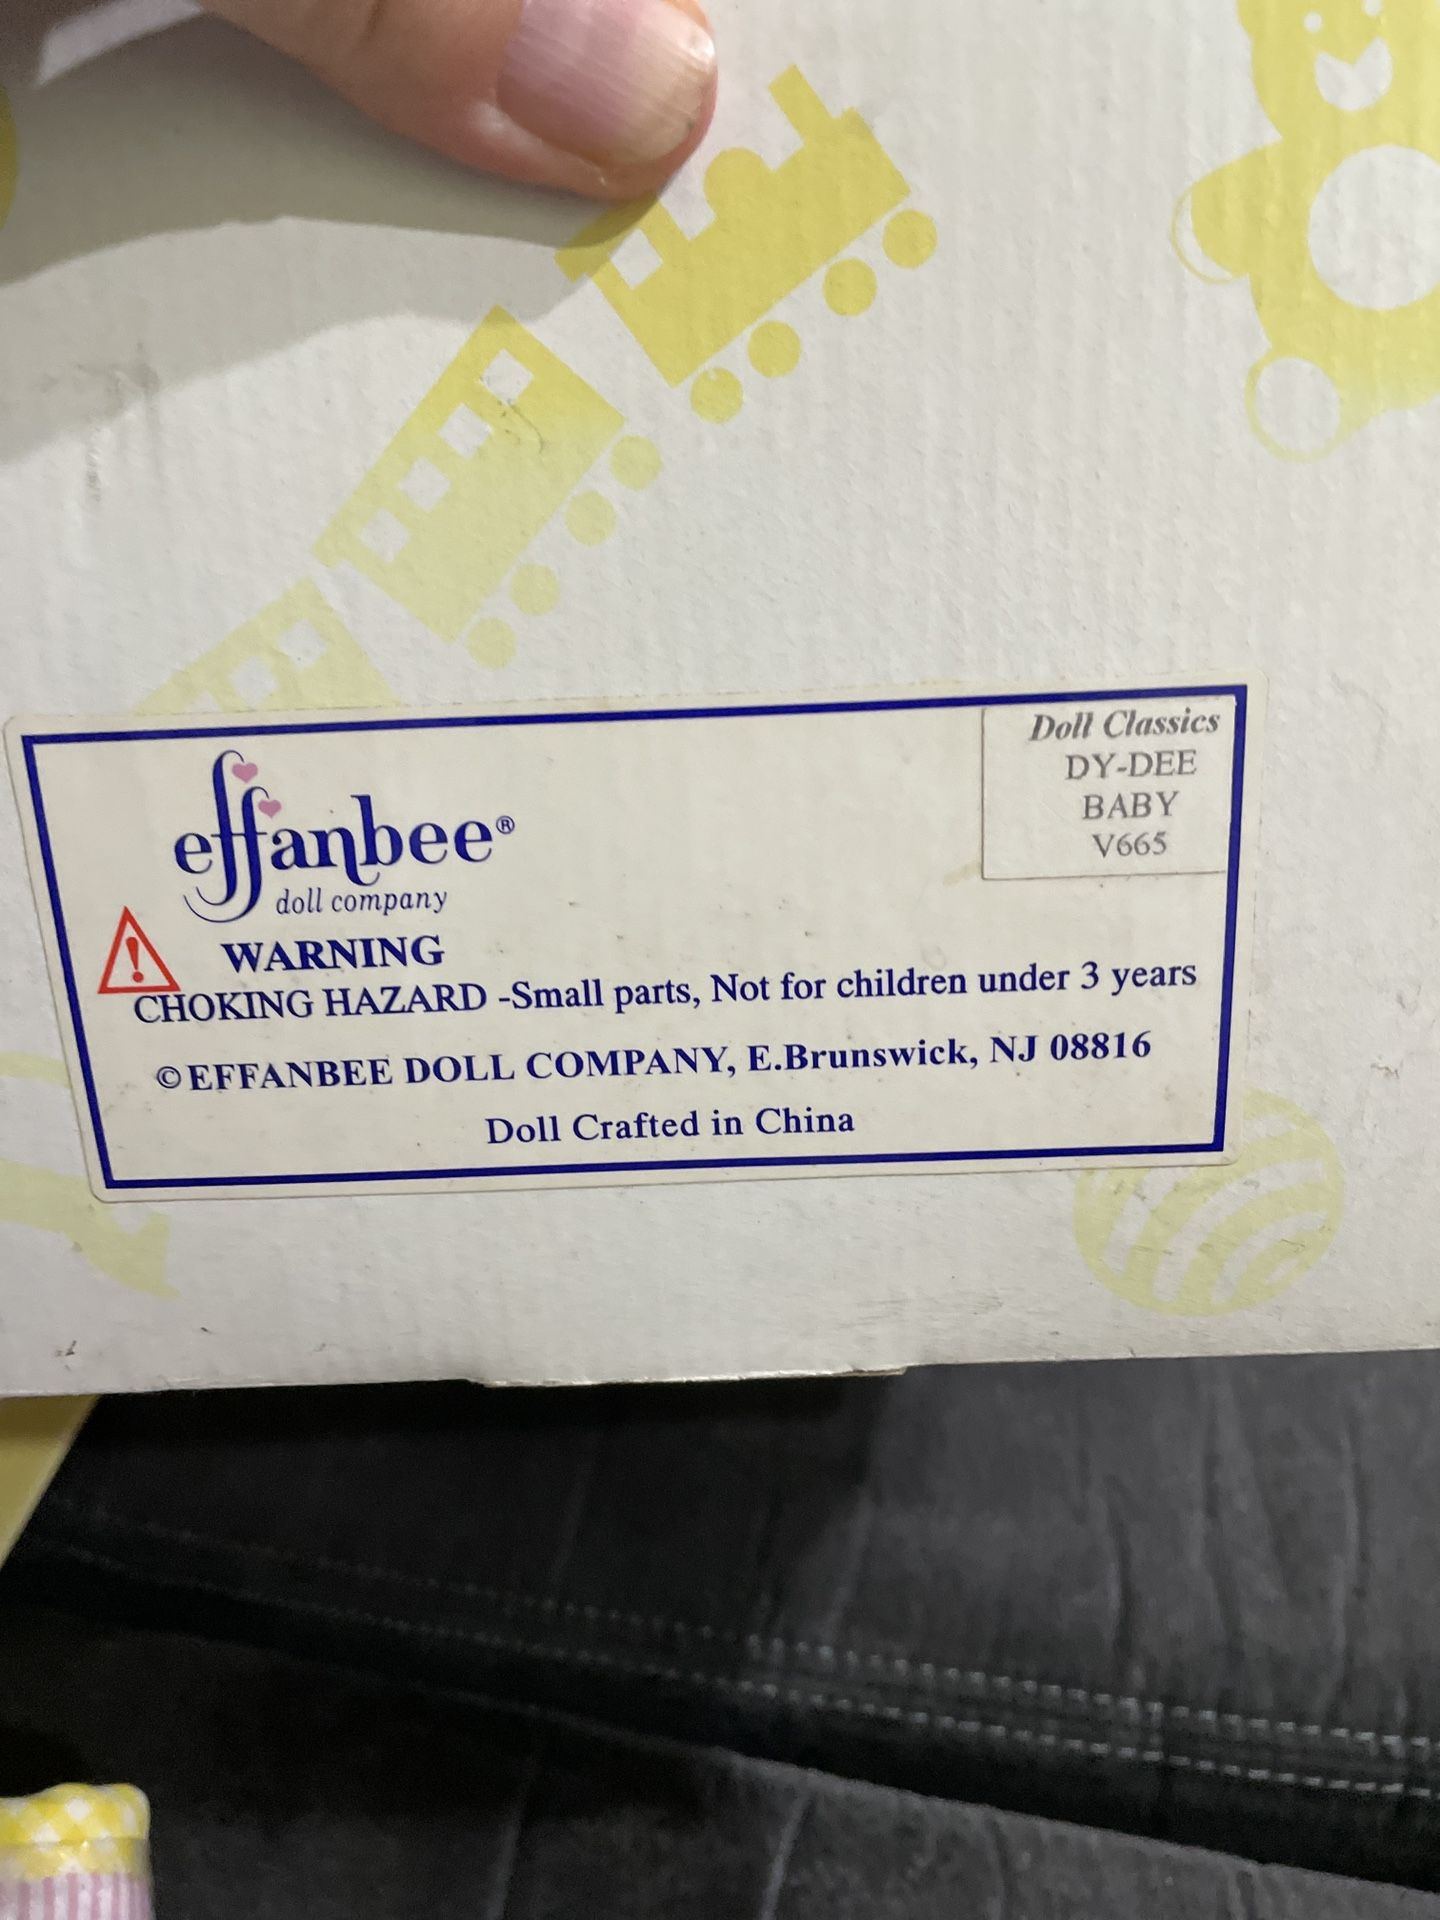 effanbee®
doll company
Doll Classics
DY-DEE
BABY
V665
WARNING
CHOKING HAZARD -Small parts, Not for children under 3 years
©EFFANBEE DOLL COMPANY, E.Brunswick, NJ 08816
Doll Crafted in China